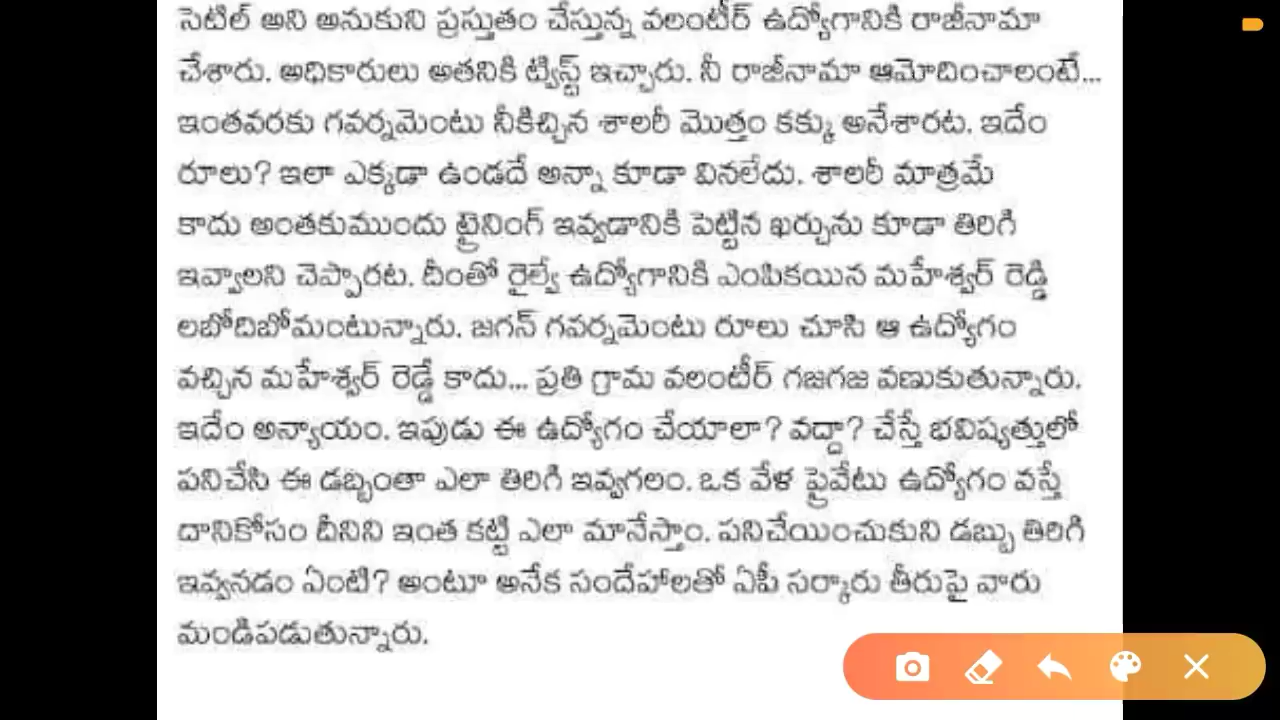 సెటిల్ అని అనుకుని ప్రస్తుతం చేస్తున్న వలంటీర్ ఉద్యోగానికి రాజీనామా
చేశారు. అధికారులు అతనికి ట్విస్ట్ ఇచ్చారు. నీ రాజీనామా ఆమోదించాలంటే...
ఇంతవరకు గవర్నమెంటు నీకిచ్చిన శాలరీ మొత్తం కక్కు అనేశారట. ఇదేం
రూలు? ఇలా ఎక్కడా ఉండదే అన్నా కూడా వినలేదు. శాలరీ మాత్రమే
కాదు అంతకుముందు ట్రైనింగ్ ఇవ్వడానికి పెట్టిన ఖర్చును కూడా తిరిగి
ఇవ్వాలని చెప్పారట. దీంతో రైల్వే ఉద్యోగానికి ఎంపికయిన మహేశ్వర్ రెడ్డి
లబోదిబోమంటున్నారు. జగన్ గవర్నమెంటు రూలు చూసి ఆ ఉద్యోగం
వచ్చిన మహేశ్వర్ రెడ్డే కాదు... ప్రతి గ్రామ వలంటీర్ గజగజ వణుకుతున్నారు.
ఇదేం అన్యాయం. ఇపుడు ఈ ఉద్యోగం చేయాలా? వద్దా? చేస్తే భవిష్యత్తులో
పనిచేసి ఈ డబ్బంతా ఎలా తిరిగి ఇవ్వగలం. ఒక వేళ ప్రైవేటు ఉద్యోగం వస్తే
దానికోసం దీనిని ఇంత కట్టి ఎలా మానేస్తాం. పనిచేయించుకుని డబ్బు తిరిగి
ఇవ్వనడం ఏంటి? అంటూ అనేక సందేహాలతో ఏపీ సర్కారు తీరుపై వారు
మండిపడుతున్నారు.